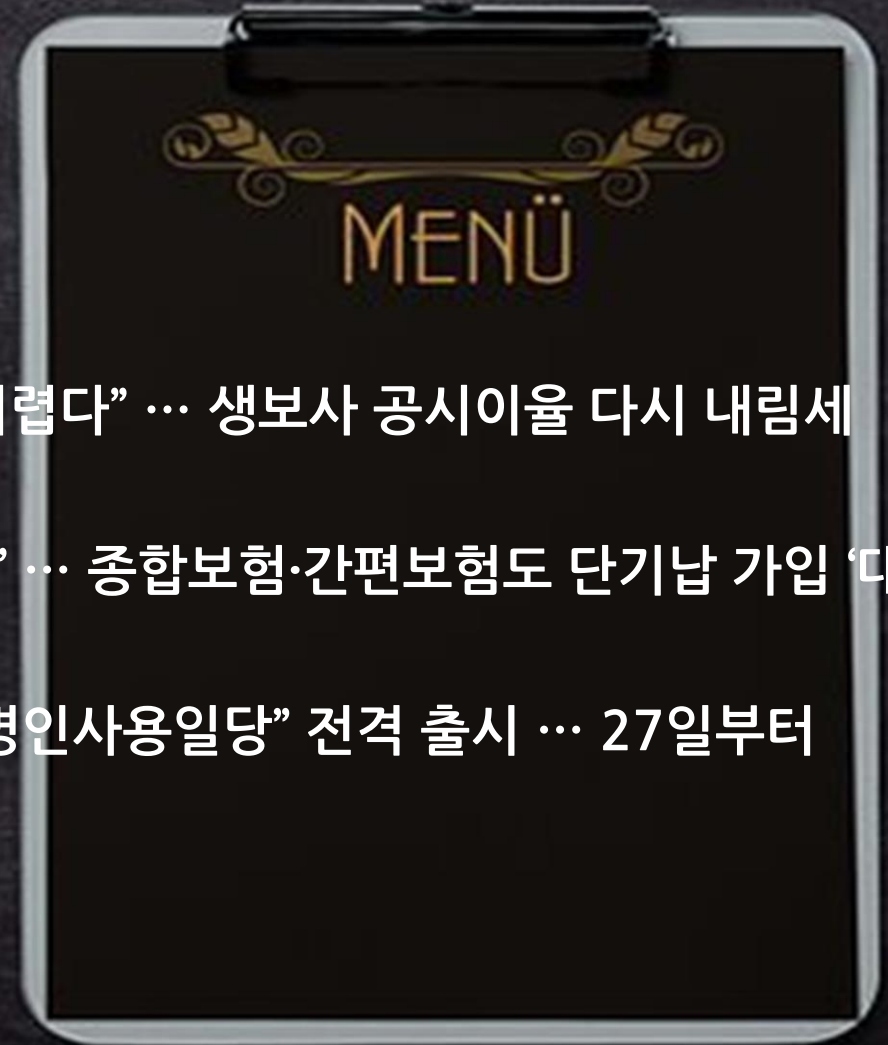 MENÜ
렵다” … 생보사 공시이율 다시 내림세
” … 종합보험·간편보험도 단기납 가입 ‘
인사용일당” 전격 출시 … 27일부터